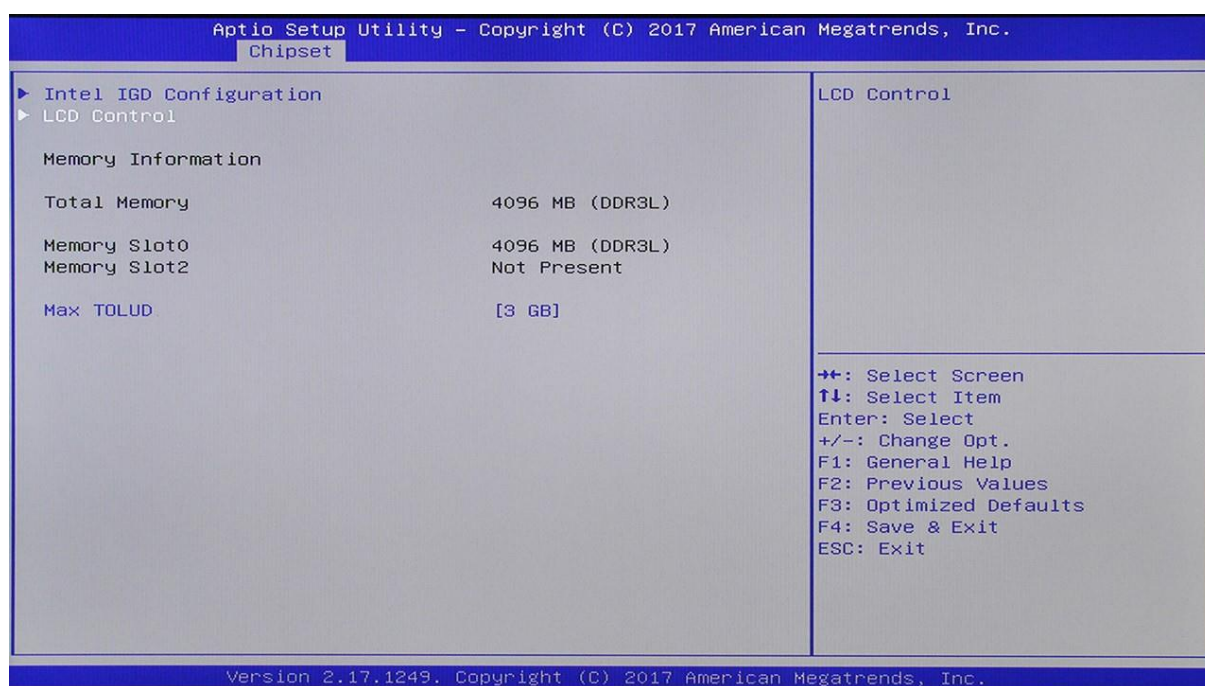 Aptio Setup Utility – Copyright (C) 2017 American Megatrends, Inc.
Chipset
▶ Intel IGD Configuration
▶ LCD Control
Memory Information
Total Memory 4096 MB (DDR3L)
Memory Slot0 4096 MB (DDR3L)
Memory Slot2 Not Present
Max TOLUD [3 GB]
LCD Control
→←: Select Screen
↑↓: Select Item
Enter: Select
+/-: Change Opt.
F1: General Help
F2: Previous Values
F3: Optimized Defaults
F4: Save & Exit
ESC: Exit
Version 2.17.1249. Copyright (C) 2017 American Megatrends, Inc.